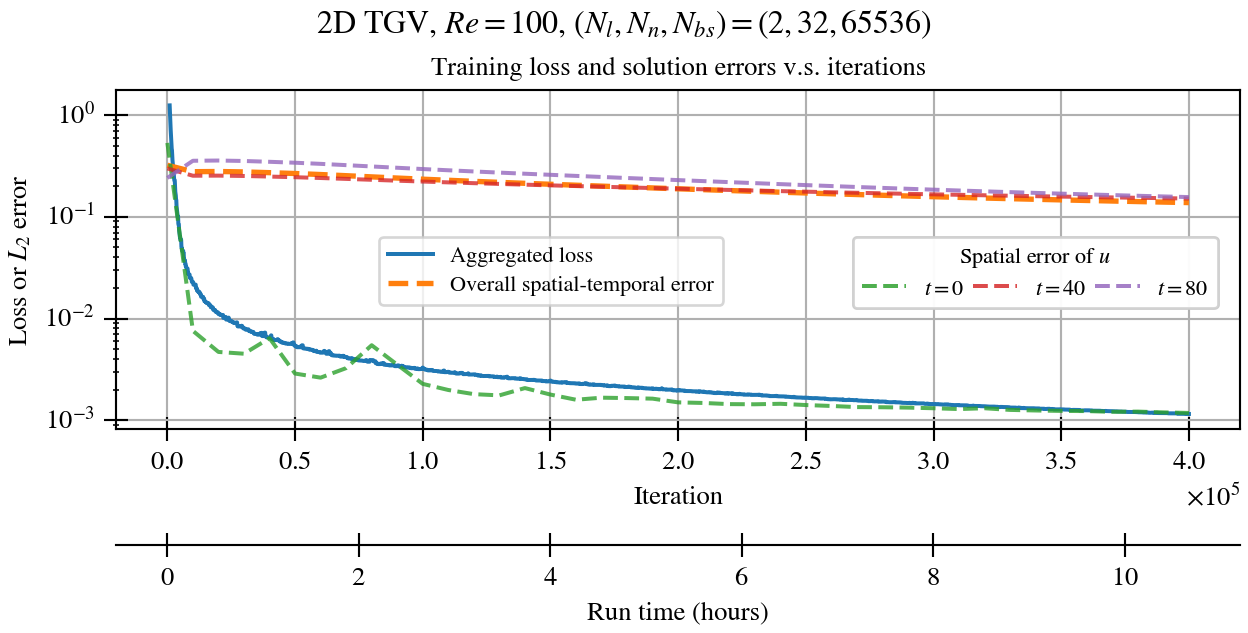 2D TGV, Re = 100, (N_l, N_n, N_bs) = (2, 32, 65536)
Training loss and solution errors v.s. iterations
Loss or L_2 error
10^0
10^−1
10^−2
10^−3
Aggregated loss
Overall spatial-temporal error
Spatial error of u
t = 0 t = 40 t = 80
0.0 0.5 1.0 1.5 2.0 2.5 3.0 3.5 4.0
Iteration
×10^5
0 2 4 6 8 10
Run time (hours)